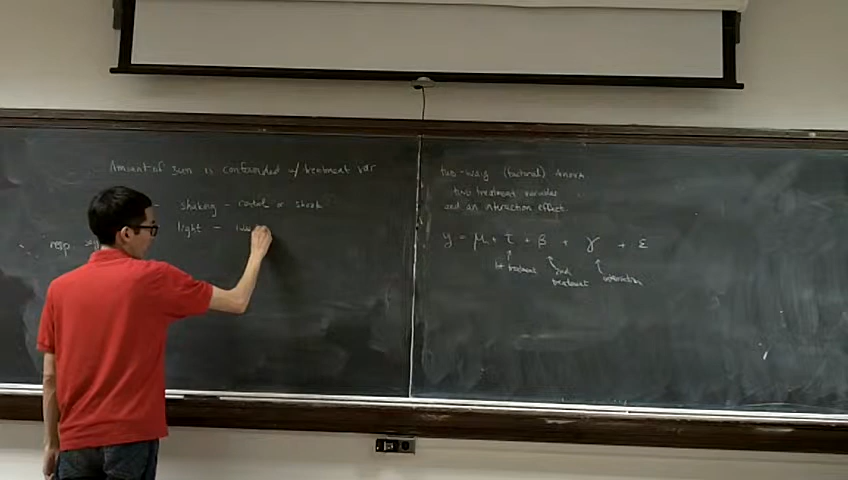 Amount of sun is confounded w/ treatment var
- shaking - control or shook
light -
resp
two-way (factorial) Anova
two treatment variables
and an interaction effect.
y = μ + τ + β + γ + ε
1st treatment
2nd treatment
interaction